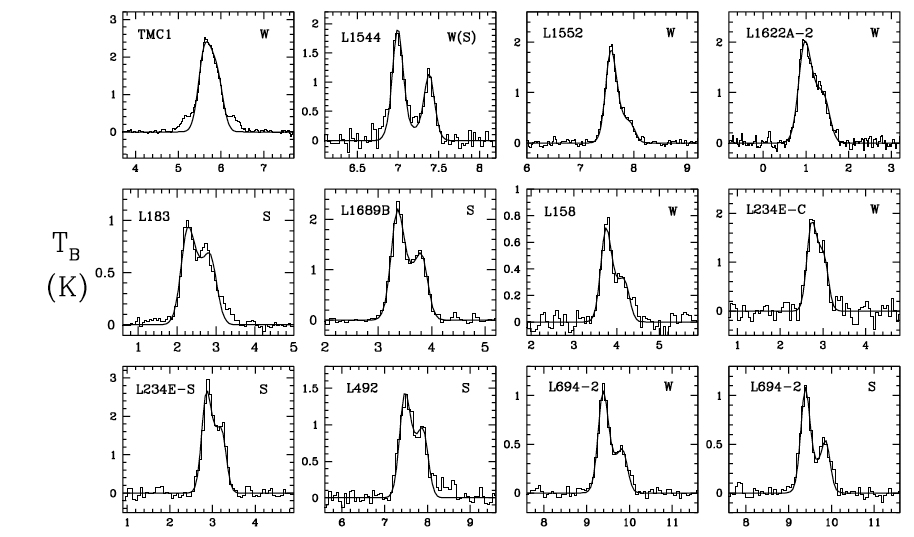 3
2
1
0
TMC1 W
4 5 6 7
2
1.5
1
0.5
0
L1544 W(S)
6.5 7 7.5 8
2
1
0
L1552 W
6 7 8 9
2
1
0
L1622A-2 W
0 1 2 3
T_B
(K)
1
0.5
0
L183 S
1 2 3 4 5
2
1
0
L1689B S
2 3 4 5
1
0.8
0.6
0.4
0.2
0
L158 W
2 3 4 5
2
1
0
L234E-C W
1 2 3 4
3
2
1
0
L234E-S S
1 2 3 4
1.5
1
0.5
0
L492 S
6 7 8 9
1
0.5
0
L694-2 W
8 9 10 11
1
0.5
0
L694-2 S
8 9 10 11